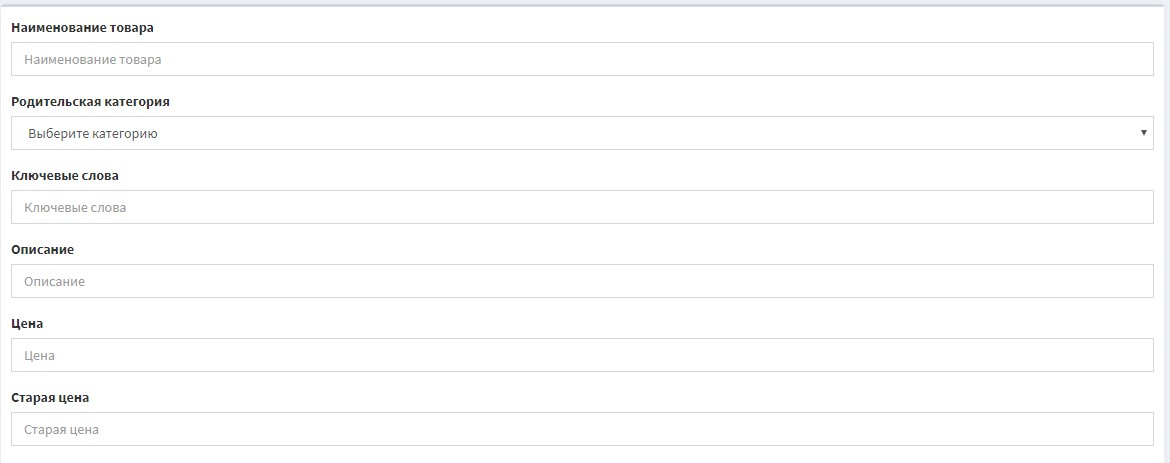 Наименование товара
Наименование товара
Родительская категория
Выберите категорию
Ключевые слова
Ключевые слова
Описание
Описание
Цена
Цена
Старая цена
Старая цена